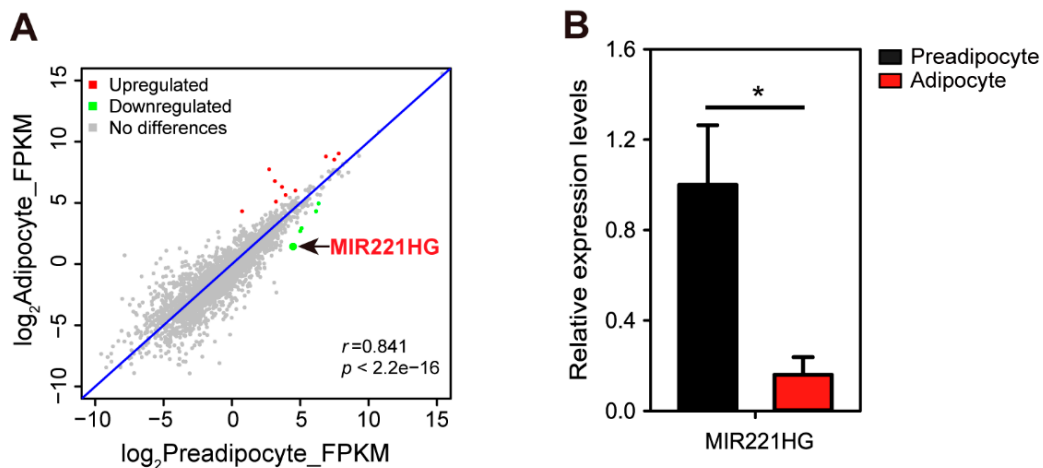 A
Upregulated
Downregulated
No differences
MIR221HG
r=0.841
p < 2.2e−16
15
10
5
0
−5
−10
−10
−5
0
5
10
15
log₂Adipocyte_FPKM
log₂Preadipocyte_FPKM
B
Preadipocyte
Adipocyte
*
1.6
1.2
0.8
0.4
0.0
Relative expression levels
MIR221HG